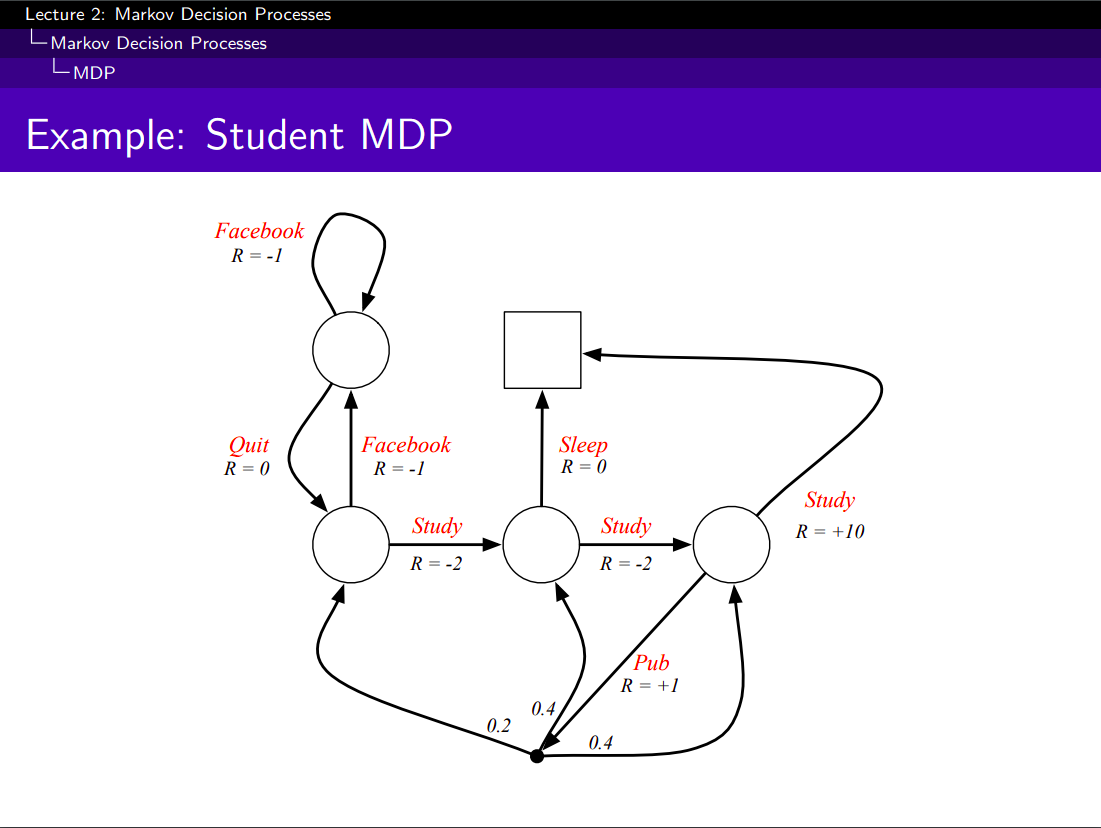 Lecture 2: Markov Decision Processes
Markov Decision Processes
MDP
Example: Student MDP
Facebook
R = -1
Quit
R = 0
Facebook
R = -1
Sleep
R = 0
Study
R = +10
Study
R = -2
Study
R = -2
Pub
R = +1
0.2
0.4
0.4